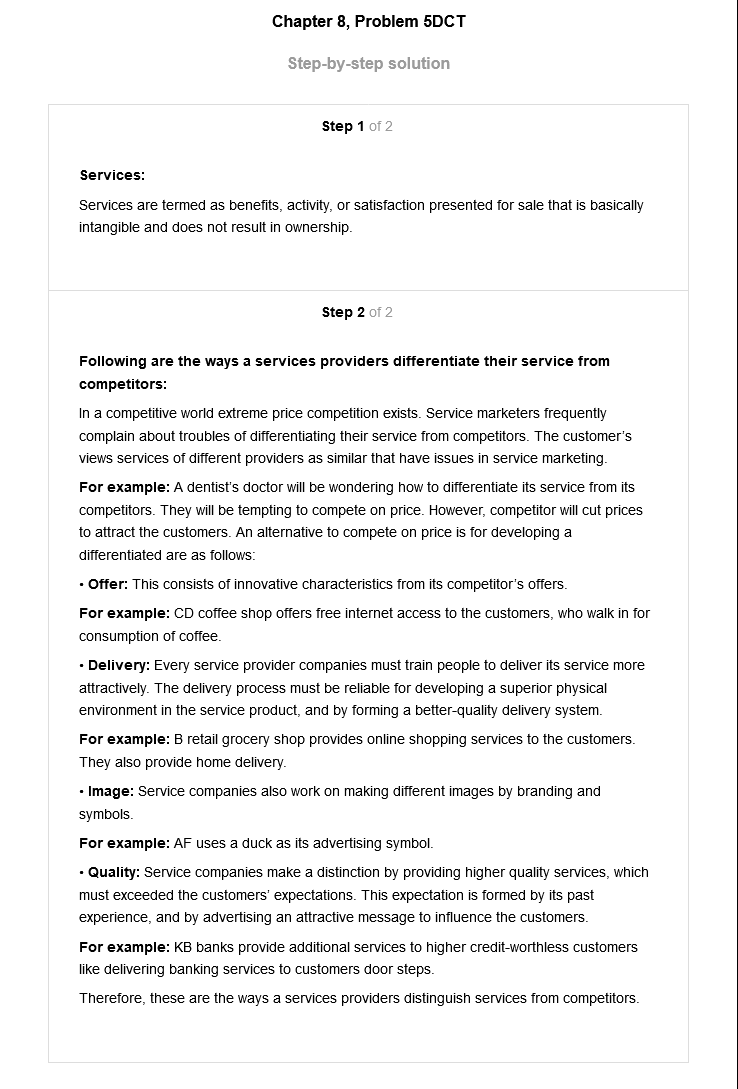 Chapter 8, Problem 5DCT
Step-by-step solution
Step 1 of 2
Services:
Services are termed as benefits, activity, or satisfaction presented for sale that is basically
intangible and does not result in ownership.
Step 2 of 2
Following are the ways a services providers differentiate their service from
competitors:
In a competitive world extreme price competition exists. Service marketers frequently
complain about troubles of differentiating their service from competitors. The customer’s
views services of different providers as similar that have issues in service marketing.
For example: A dentist’s doctor will be wondering how to differentiate its service from its
competitors. They will be tempting to compete on price. However, competitor will cut prices
to attract the customers. An alternative to compete on price is for developing a
differentiated are as follows:
• Offer: This consists of innovative characteristics from its competitor’s offers.
For example: CD coffee shop offers free internet access to the customers, who walk in for
consumption of coffee.
• Delivery: Every service provider companies must train people to deliver its service more
attractively. The delivery process must be reliable for developing a superior physical
environment in the service product, and by forming a better-quality delivery system.
For example: B retail grocery shop provides online shopping services to the customers.
They also provide home delivery.
• Image: Service companies also work on making different images by branding and
symbols.
For example: AF uses a duck as its advertising symbol.
• Quality: Service companies make a distinction by providing higher quality services, which
must exceeded the customers’ expectations. This expectation is formed by its past
experience, and by advertising an attractive message to influence the customers.
For example: KB banks provide additional services to higher credit-worthless customers
like delivering banking services to customers door steps.
Therefore, these are the ways a services providers distinguish services from competitors.